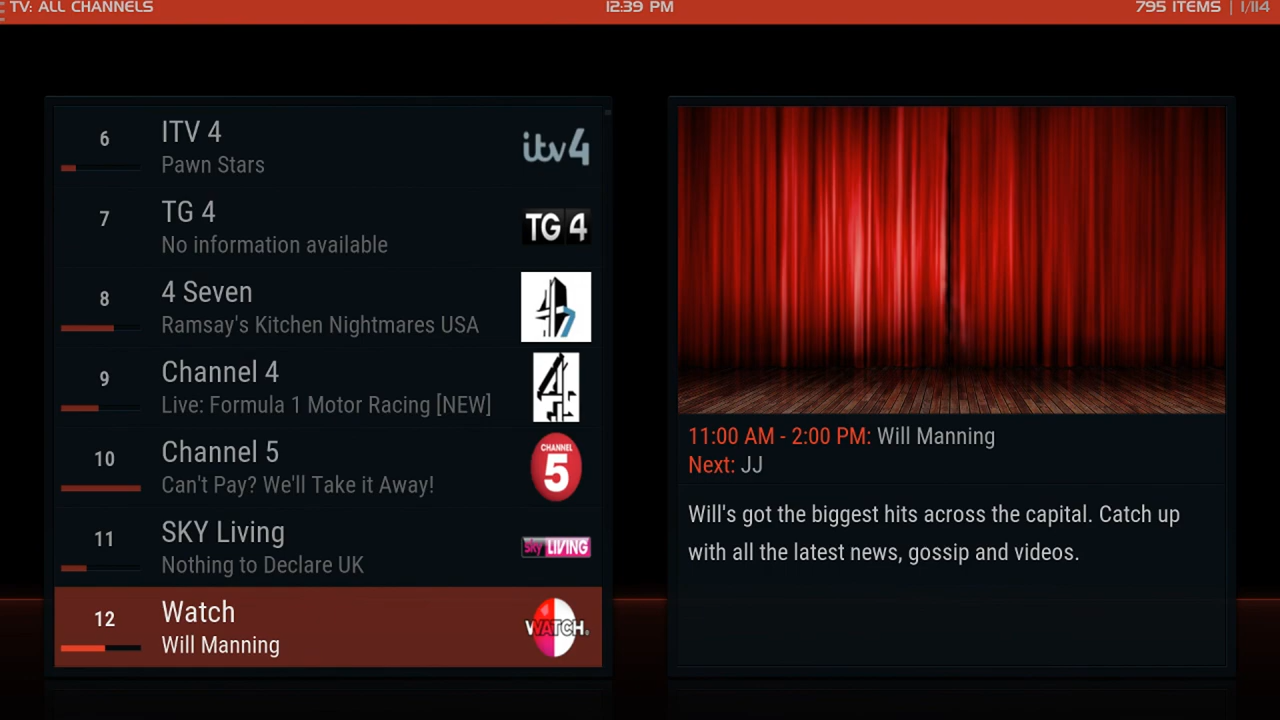 TV: ALL CHANNELS
12:39 PM
795 ITEMS | 1/114
6
ITV 4
Pawn Stars
itv4
7
TG 4
No information available
TG 4
8
4 Seven
Ramsay's Kitchen Nightmares USA
4
7
9
Channel 4
Live: Formula 1 Motor Racing [NEW]
4
10
Channel 5
Can't Pay? We'll Take it Away!
CHANNEL
5
11
SKY Living
Nothing to Declare UK
sky LIVING
12
Watch
Will Manning
WATCH.
11:00 AM - 2:00 PM: Will Manning
Next: JJ
Will's got the biggest hits across the capital. Catch up
with all the latest news, gossip and videos.